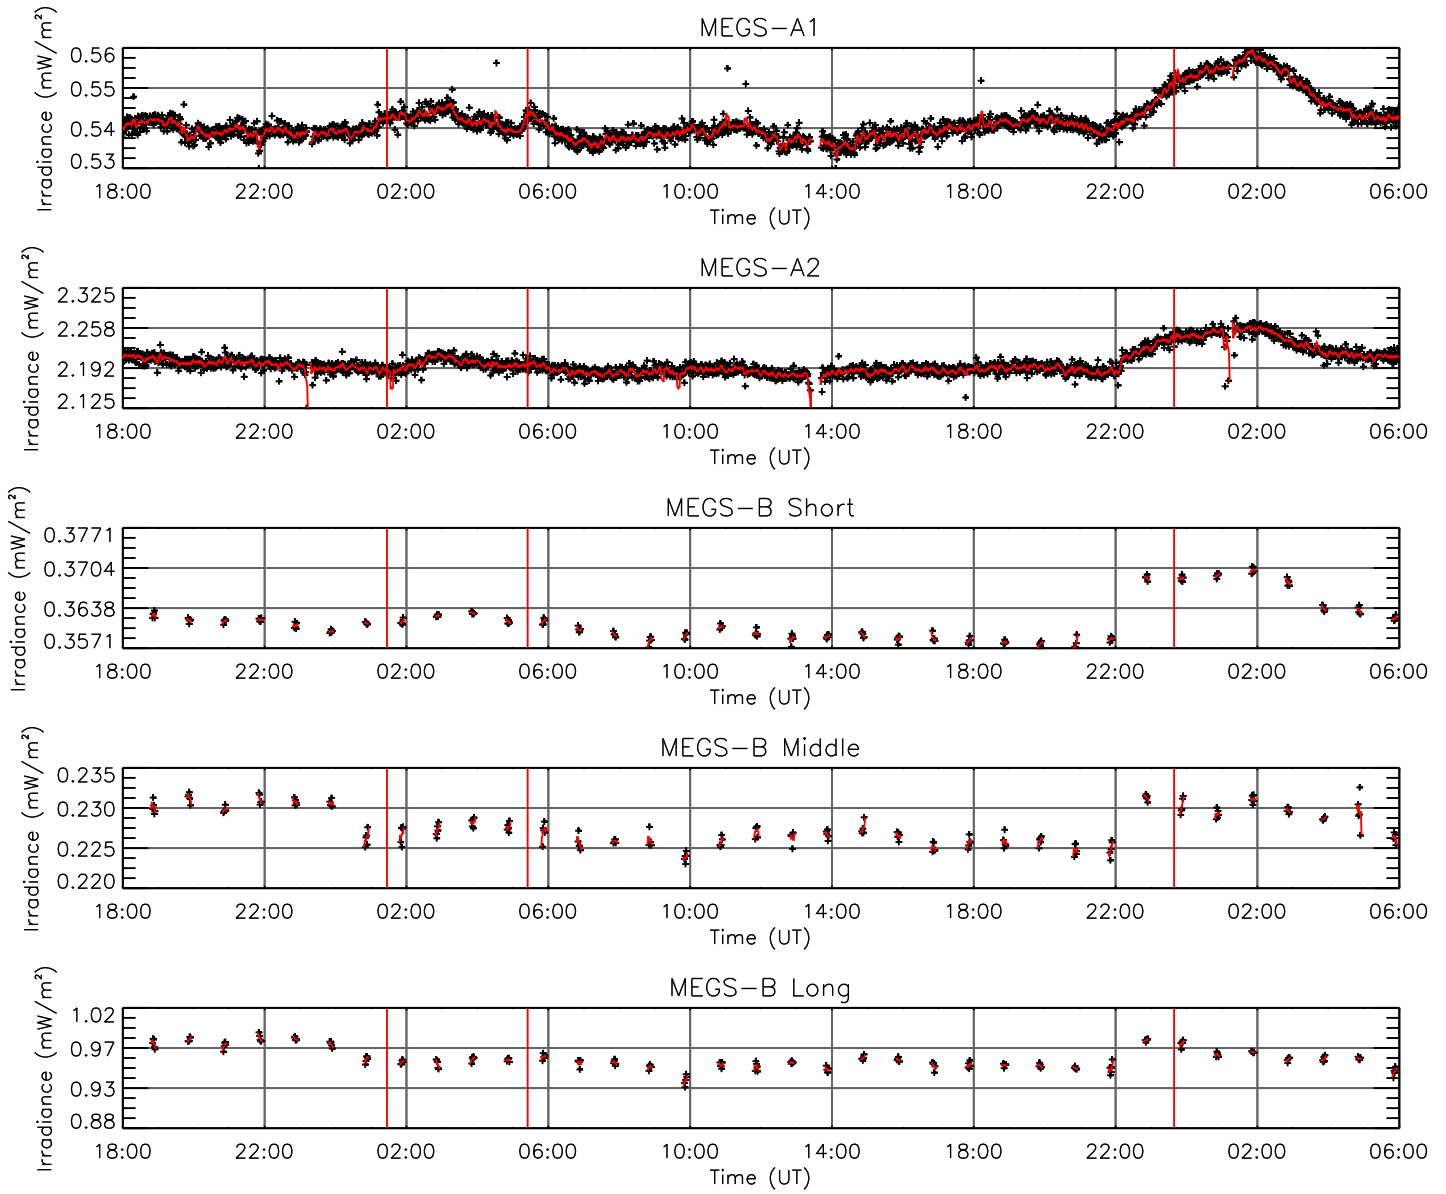 MEGS-A1
Irradiance (mW/m²)
0.56
0.55
0.54
0.53
18:00 22:00 02:00 06:00 10:00 14:00 18:00 22:00 02:00 06:00
Time (UT)
MEGS-A2
Irradiance (mW/m²)
2.325
2.258
2.192
2.125
18:00 22:00 02:00 06:00 10:00 14:00 18:00 22:00 02:00 06:00
Time (UT)
MEGS-B Short
Irradiance (mW/m²)
0.3771
0.3704
0.3638
0.3571
18:00 22:00 02:00 06:00 10:00 14:00 18:00 22:00 02:00 06:00
Time (UT)
MEGS-B Middle
Irradiance (mW/m²)
0.235
0.230
0.225
0.220
18:00 22:00 02:00 06:00 10:00 14:00 18:00 22:00 02:00 06:00
Time (UT)
MEGS-B Long
Irradiance (mW/m²)
1.02
0.97
0.93
0.88
18:00 22:00 02:00 06:00 10:00 14:00 18:00 22:00 02:00 06:00
Time (UT)